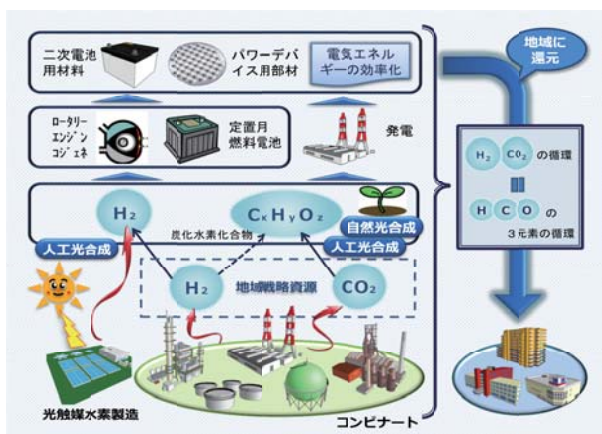 二次電池
用材料
パワーデバ
イス用部材
電気エネル
ギーの効率化
地域に
還元
ロータリー
エンジン
コジェネ
定置月
燃料電池
発電
H₂ CO₂ の循環
H C O の
3元素の循環
H₂
CₓHᵧO_z
炭化水素化合物
自然光合成
人工光合成
人工光合成
H₂
地域戦略資源
CO₂
光触媒水素製造
コンビナート